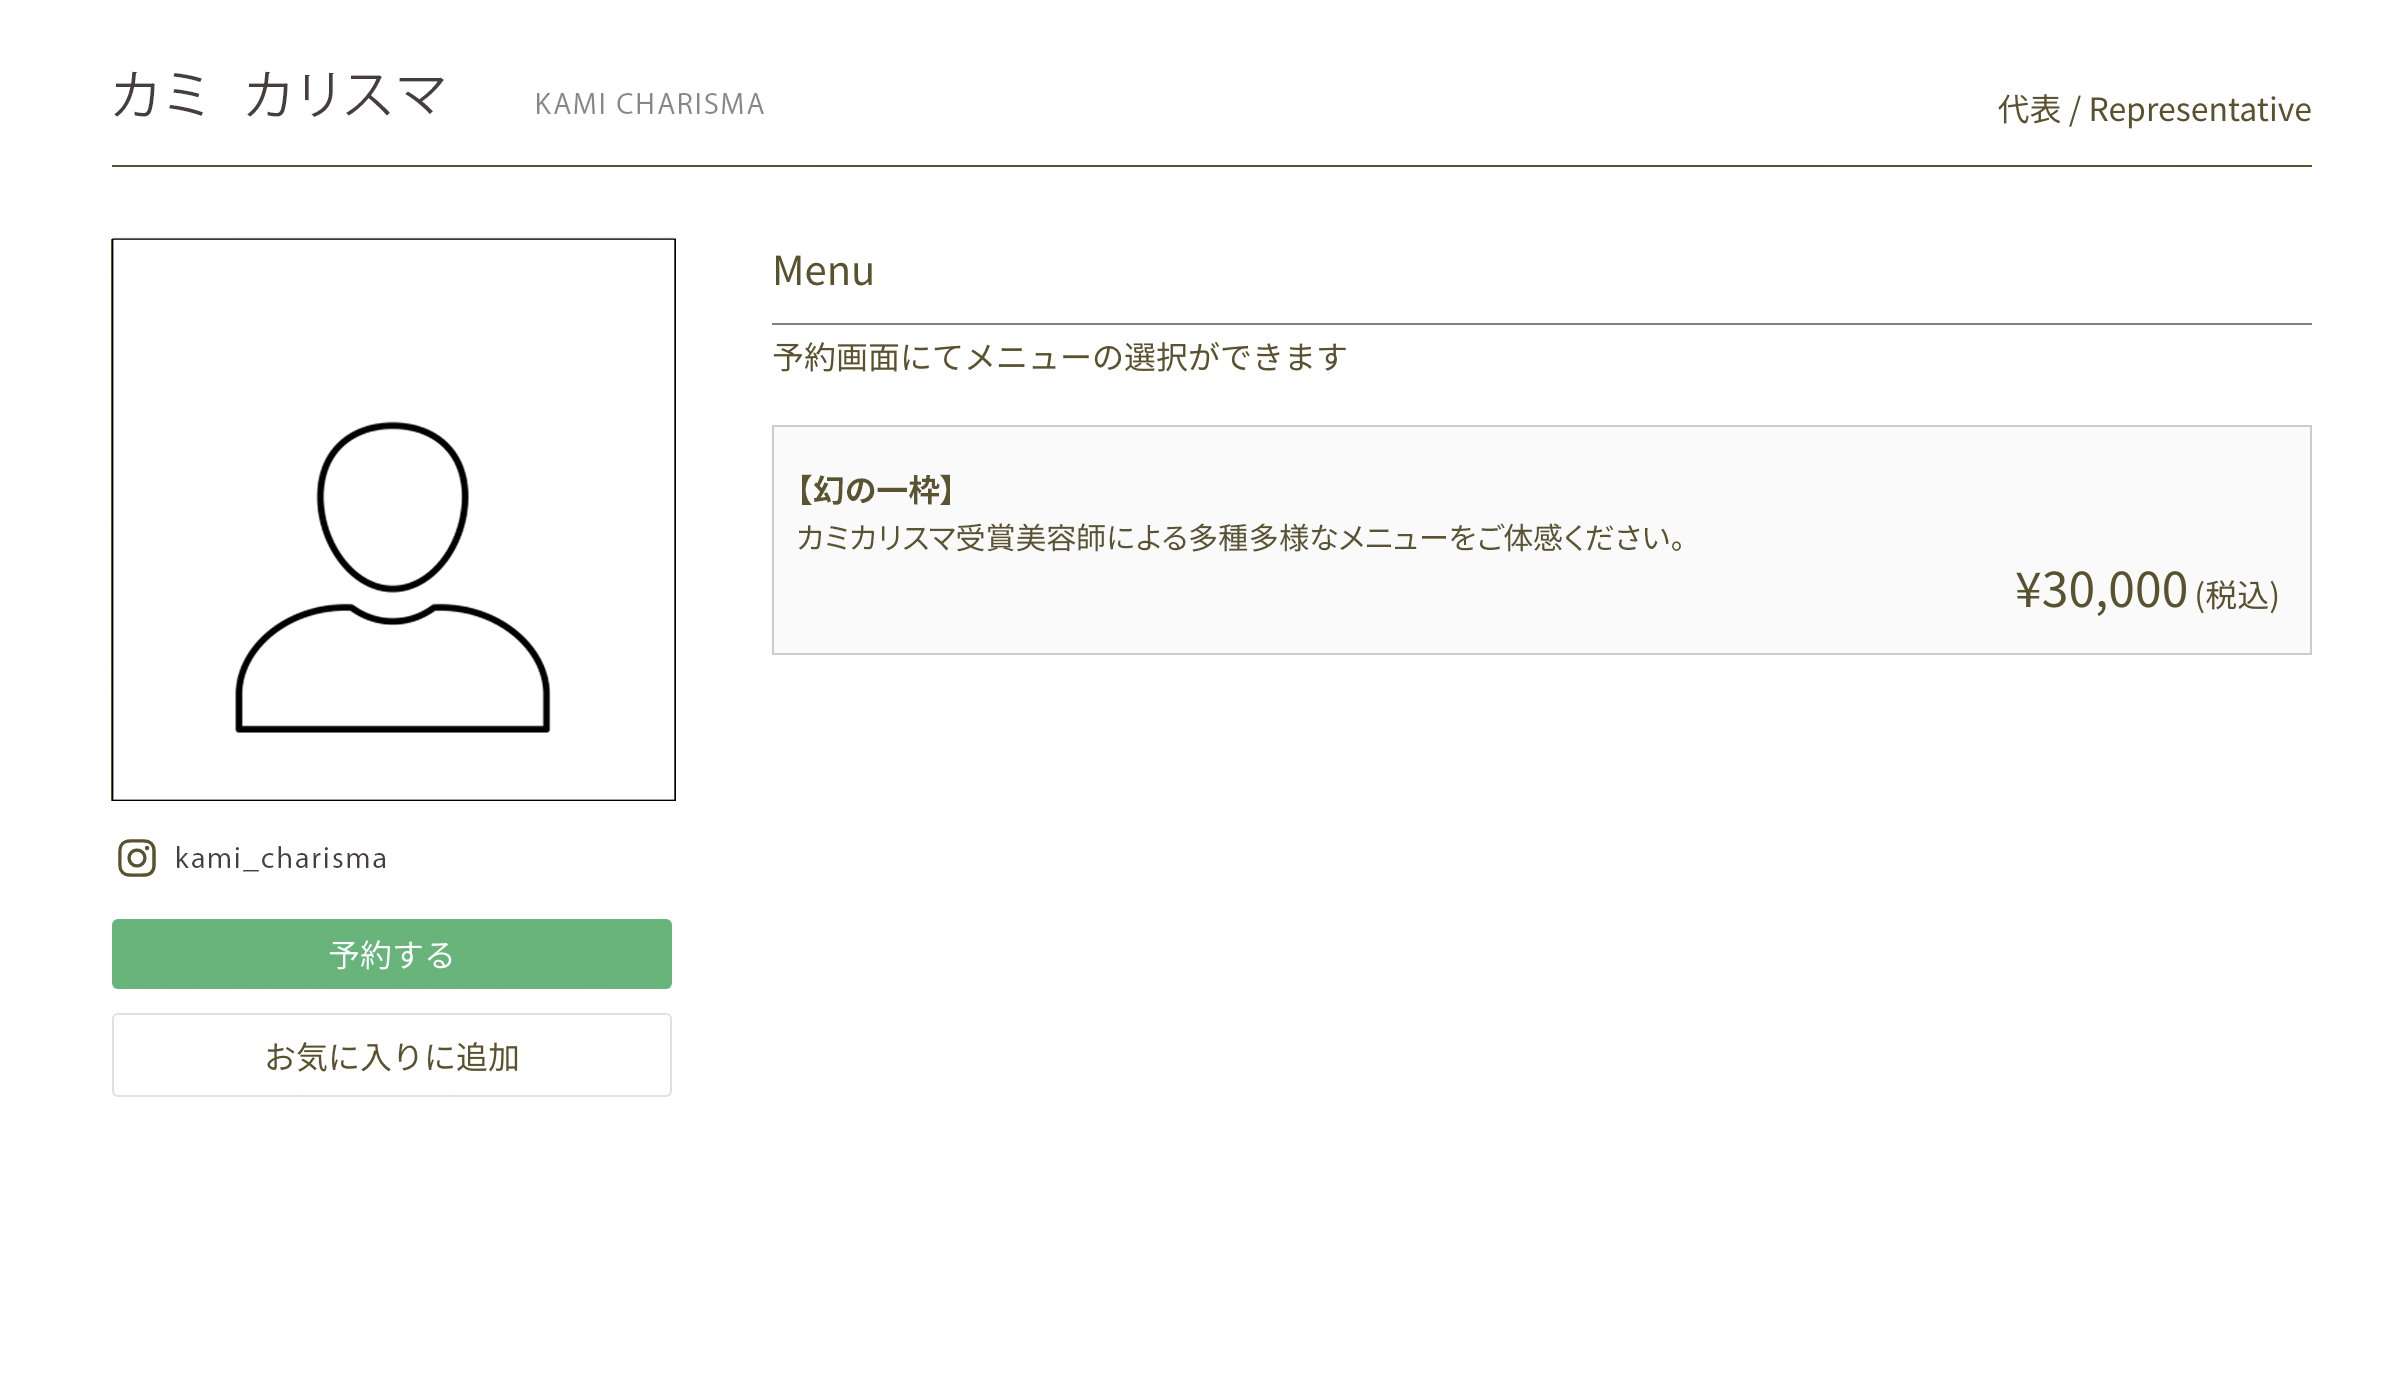 カミ カリスマ KAMI CHARISMA
代表 / Representative
Menu
予約画面にてメニューの選択ができます
【幻の一枠】
カミカリスマ受賞美容師による多種多様なメニューをご体感ください。
¥30,000 (税込)
kami_charisma
予約する
お気に入りに追加